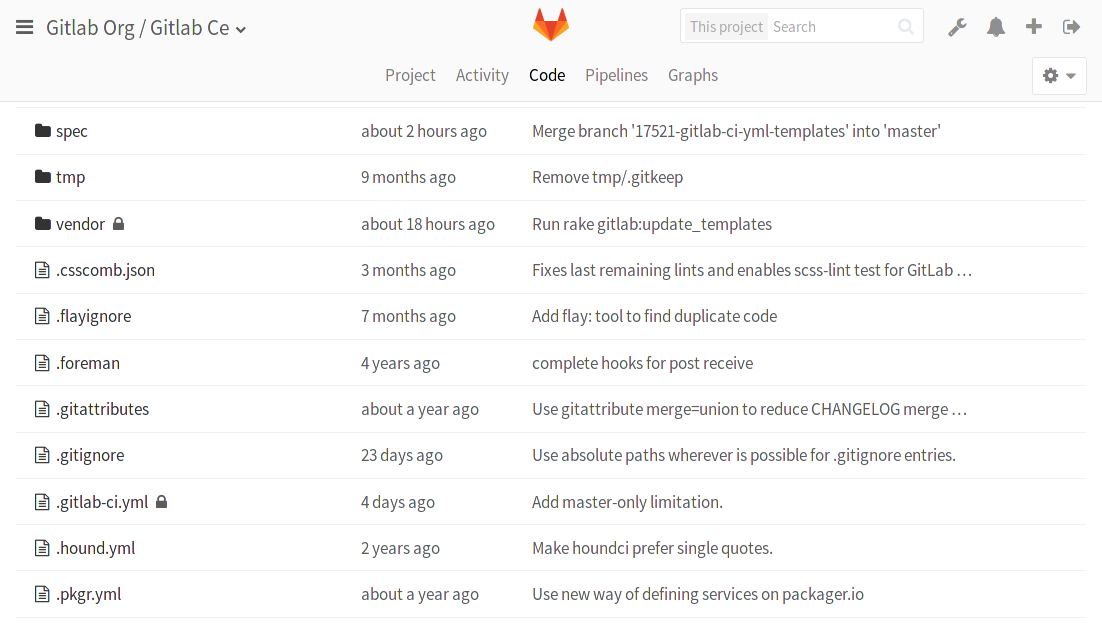 Gitlab Org / Gitlab Ce
This project Search
Project Activity Code Pipelines Graphs
spec about 2 hours ago Merge branch '17521-gitlab-ci-yml-templates' into 'master'
tmp 9 months ago Remove tmp/.gitkeep
vendor about 18 hours ago Run rake gitlab:update_templates
.csscomb.json 3 months ago Fixes last remaining lints and enables scss-lint test for GitLab …
.flayignore 7 months ago Add flay: tool to find duplicate code
.foreman 4 years ago complete hooks for post receive
.gitattributes about a year ago Use gitattribute merge=union to reduce CHANGELOG merge …
.gitignore 23 days ago Use absolute paths wherever is possible for .gitignore entries.
.gitlab-ci.yml 4 days ago Add master-only limitation.
.hound.yml 2 years ago Make houndci prefer single quotes.
.pkgr.yml about a year ago Use new way of defining services on packager.io